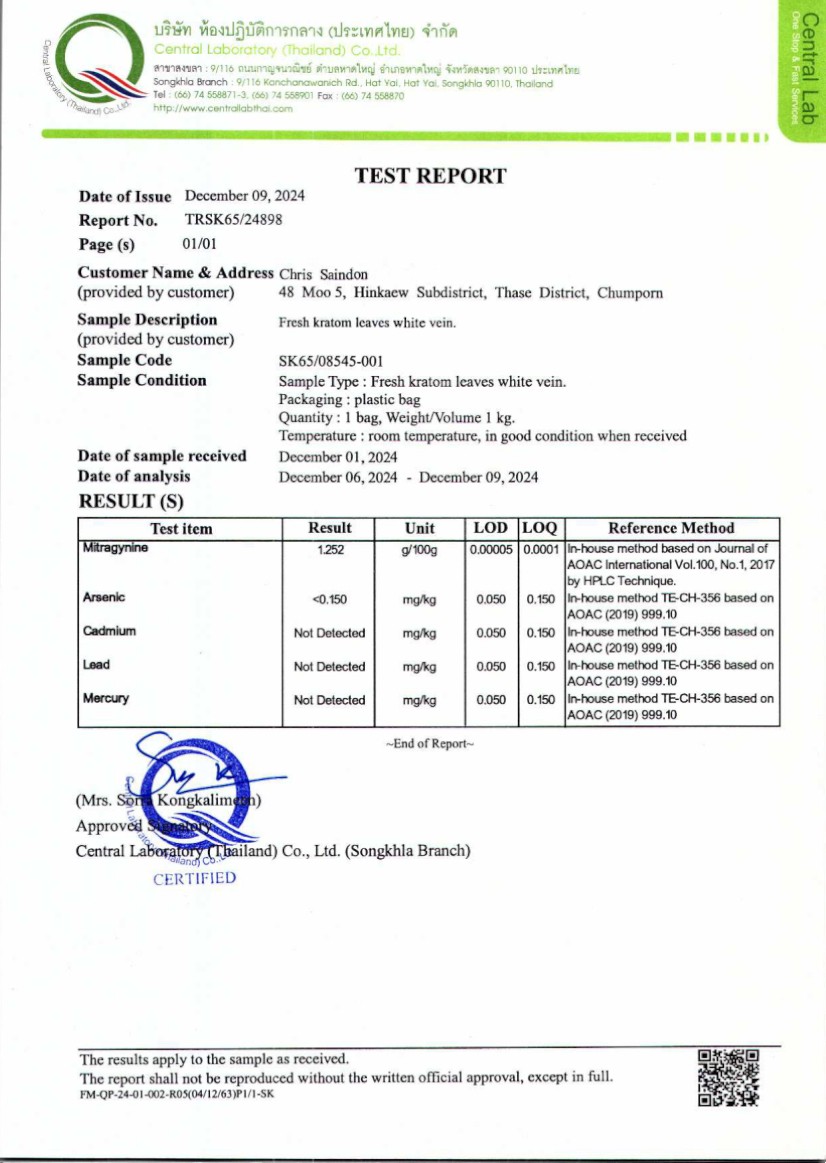 บริษัท ห้องปฏิบัติการกลาง (ประเทศไทย) จำกัด
Central Laboratory (Thailand) Co.,Ltd.
สาขาสงขลา : 9/116 ถนนกาญจนวณิชย์ ตำบลหาดใหญ่ อำเภอหาดใหญ่ จังหวัดสงขลา 90110 ประเทศไทย
Songkhla Branch : 9/116 Kanchanawanich Rd., Hat Yai, Hat Yai, Songkhla 90110, Thailand
Tel : (66) 74 558871-3, (66) 74 558901 Fax : (66) 74 558870
http://www.centrallabthai.com
Central Laboratory (Thailand) Co.,Ltd.
Central Lab
One Stop & Fast Services
TEST REPORT
Date of Issue December 09, 2024
Report No. TRSK65/24898
Page (s) 01/01
Customer Name & Address Chris Saindon
(provided by customer) 48 Moo 5, Hinkaew Subdistrict, Thase District, Chumporn
Sample Description Fresh kratom leaves white vein.
(provided by customer)
Sample Code SK65/08545-001
Sample Condition Sample Type : Fresh kratom leaves white vein.
Packaging : plastic bag
Quantity : 1 bag, Weight/Volume 1 kg.
Temperature : room temperature, in good condition when received
Date of sample received December 01, 2024
Date of analysis December 06, 2024 - December 09, 2024
RESULT (S)
Test item Result Unit LOD LOQ Reference Method
Mitragynine 1.252 g/100g 0.00005 0.0001 In-house method based on Journal of
AOAC International Vol.100, No.1, 2017
by HPLC Technique.
Arsenic <0.150 mg/kg 0.050 0.150 In-house method TE-CH-356 based on
AOAC (2019) 999.10
Cadmium Not Detected mg/kg 0.050 0.150 In-house method TE-CH-356 based on
AOAC (2019) 999.10
Lead Not Detected mg/kg 0.050 0.150 In-house method TE-CH-356 based on
AOAC (2019) 999.10
Mercury Not Detected mg/kg 0.050 0.150 In-house method TE-CH-356 based on
AOAC (2019) 999.10
~End of Report~
(Mrs. Kongkalimeen)
Approved Signatory
Central Laboratory (Thailand) Co., Ltd. (Songkhla Branch)
CERTIFIED
The results apply to the sample as received.
The report shall not be reproduced without the written official approval, except in full.
FM-QP-24-01-002-R05(04/12/63)P1/1-SK